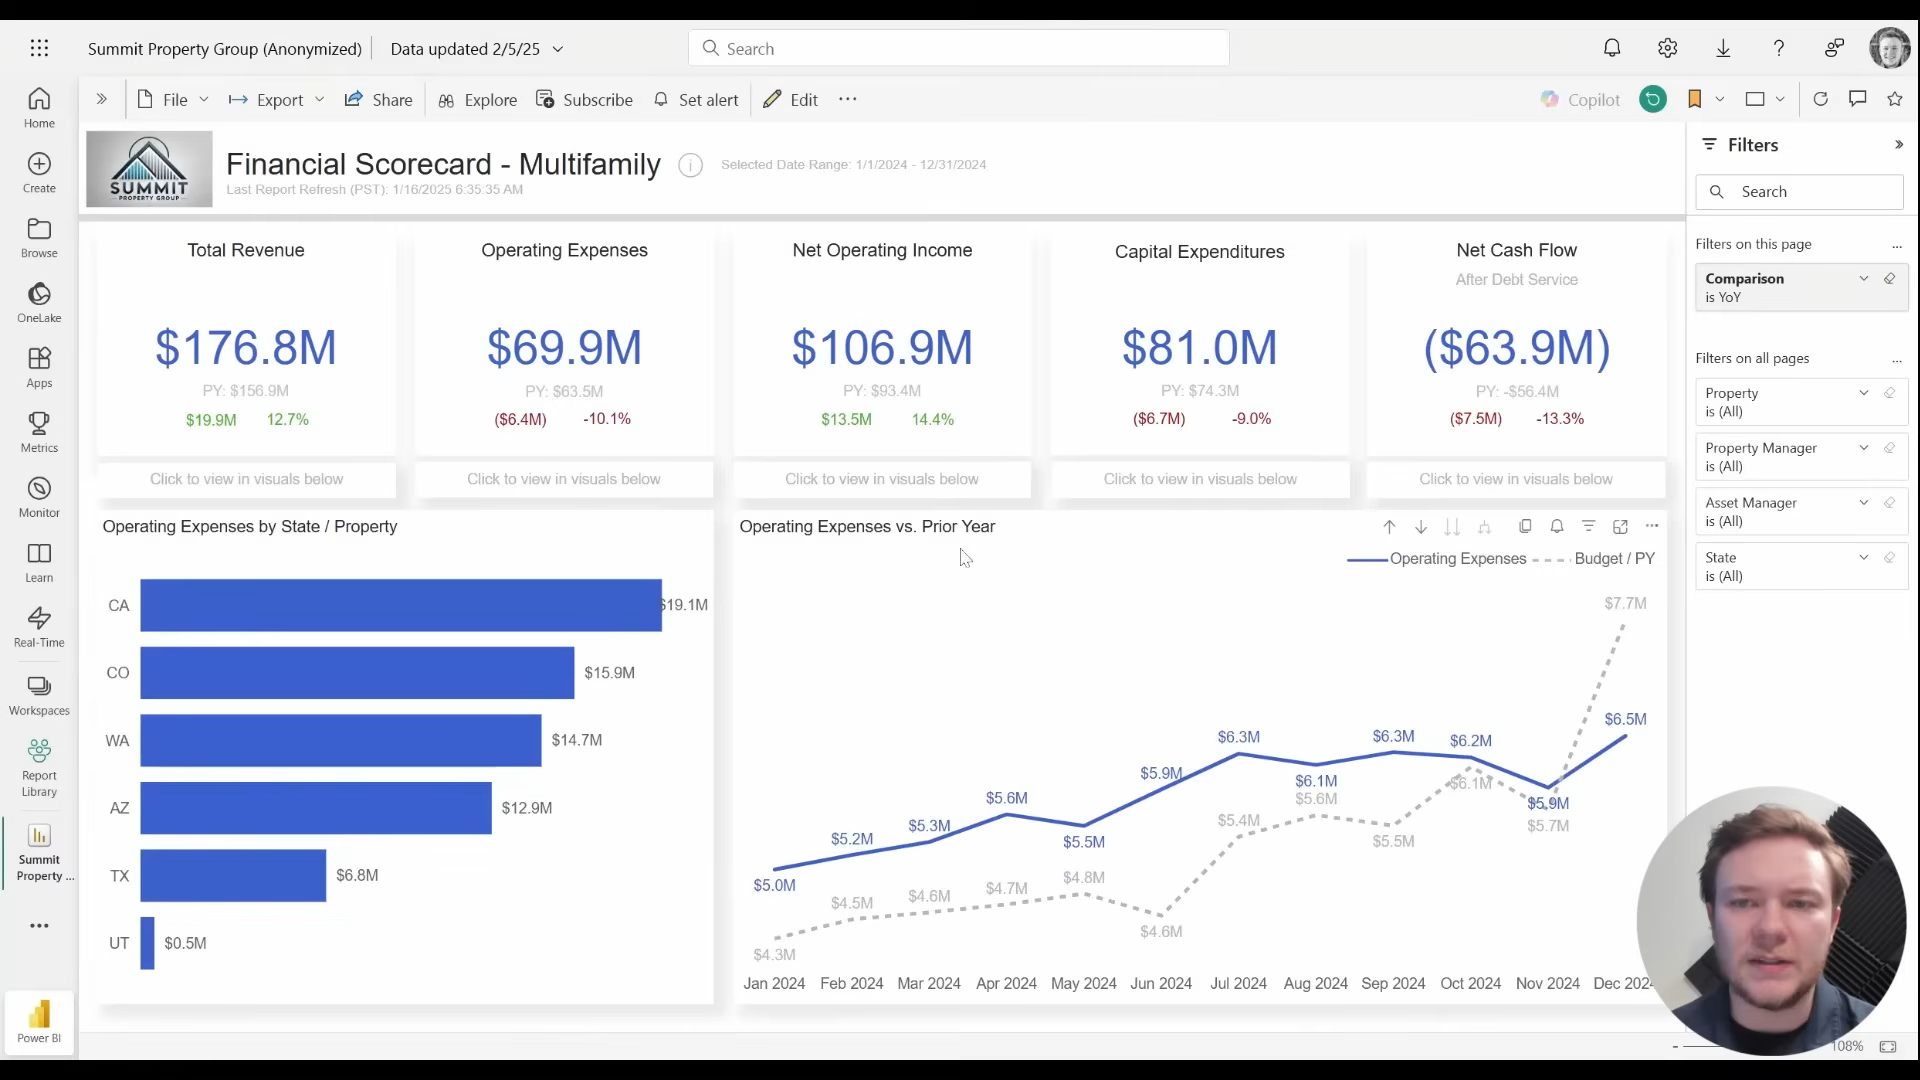 Summit Property Group (Anonymized)
Data updated 2/5/25
Search
File
Export
Share
Explore
Subscribe
Set alert
Edit
Copilot
Home
Create
Browse
OneLake
Apps
Metrics
Monitor
Learn
Real-Time
Workspaces
Report
Library
Summit
Property ...
Power BI
SUMMIT
PROPERTY GROUP
Financial Scorecard - Multifamily
Selected Date Range: 1/1/2024 - 12/31/2024
Last Report Refresh (PST): 1/16/2025 6:35:35 AM
Total Revenue
$176.8M
PY: $156.9M
$19.9M 12.7%
Click to view in visuals below
Operating Expenses
$69.9M
PY: $63.5M
($6.4M) -10.1%
Click to view in visuals below
Net Operating Income
$106.9M
PY: $93.4M
$13.5M 14.4%
Click to view in visuals below
Capital Expenditures
$81.0M
PY: $74.3M
($6.7M) -9.0%
Click to view in visuals below
Net Cash Flow
After Debt Service
($63.9M)
PY: -$56.4M
($7.5M) -13.3%
Click to view in visuals below
Operating Expenses by State / Property
CA $19.1M
CO $15.9M
WA $14.7M
AZ $12.9M
TX $6.8M
UT $0.5M
Operating Expenses vs. Prior Year
Operating Expenses Budget / PY
$5.0M $5.2M $5.3M $5.6M $5.5M $5.9M $6.3M $6.1M $6.3M $6.2M $5.9M $6.5M
$4.3M $4.5M $4.6M $4.7M $4.8M $4.6M $5.4M $5.6M $5.5M $6.1M $5.7M $7.7M
Jan 2024 Feb 2024 Mar 2024 Apr 2024 May 2024 Jun 2024 Jul 2024 Aug 2024 Sep 2024 Oct 2024 Nov 2024 Dec 2024
Filters
Search
Filters on this page
Comparison
is YoY
Filters on all pages
Property
is (All)
Property Manager
is (All)
Asset Manager
is (All)
State
is (All)
108%